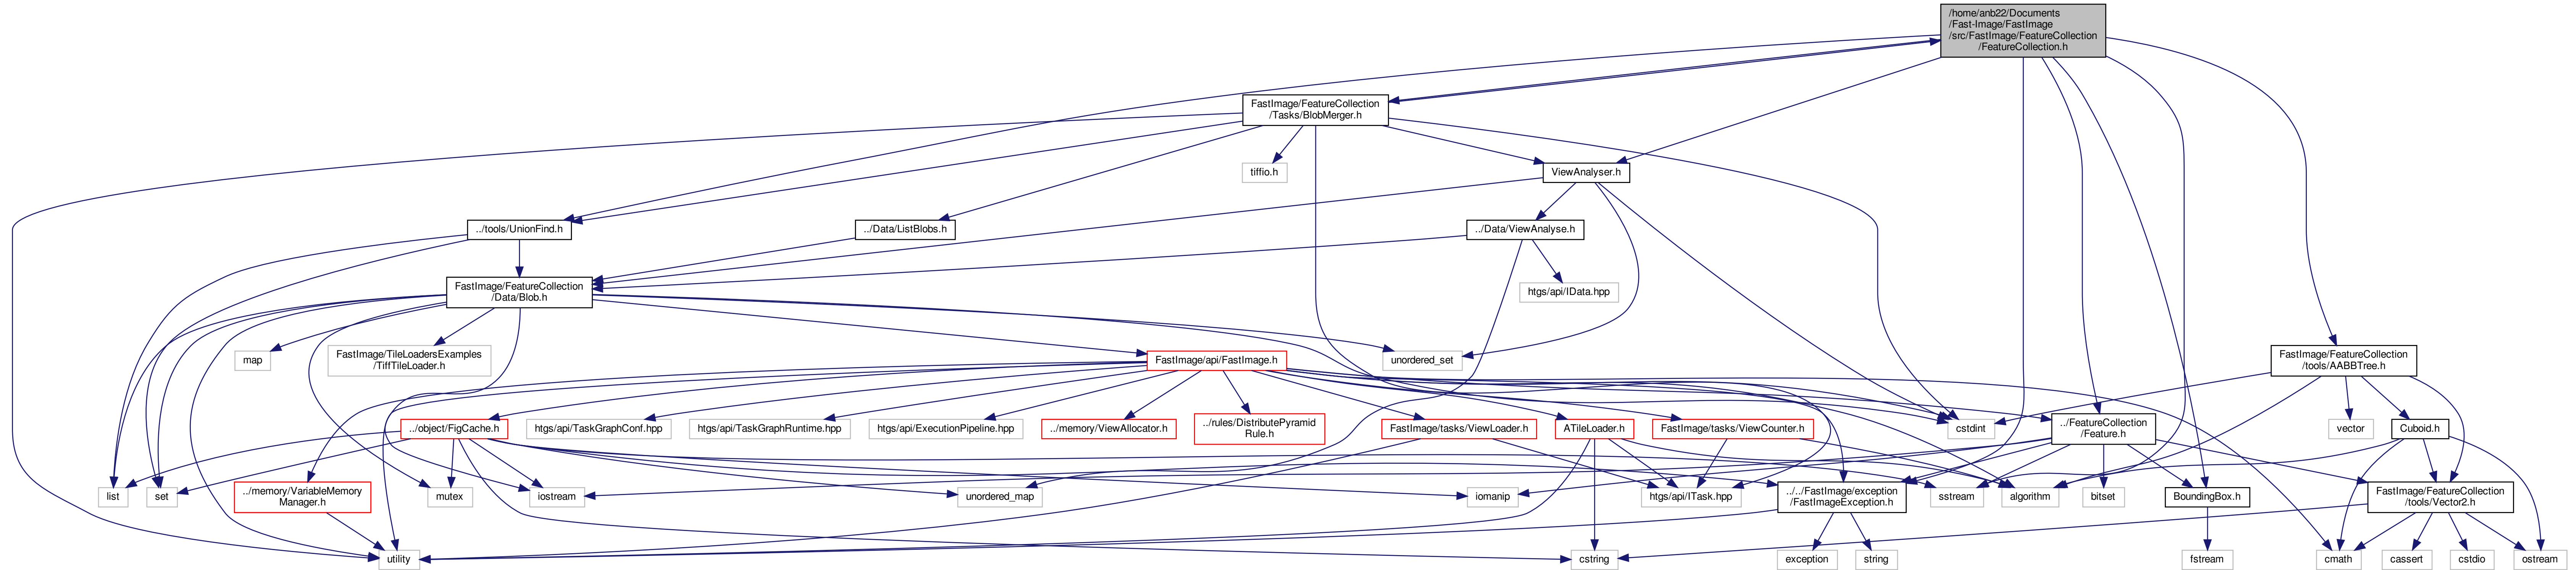 /home/anb22/Documents
/Fast-Image/FastImage
/src/FastImage/FeatureCollection
/FeatureCollection.h
FastImage/FeatureCollection
/Tasks/BlobMerger.h
tiffio.h
ViewAnalyser.h
../tools/UnionFind.h
../Data/ListBlobs.h
../Data/ViewAnalyse.h
FastImage/FeatureCollection
/Data/Blob.h
htgs/api/IData.hpp
map
FastImage/TileLoadersExamples
/TiffTileLoader.h
FastImage/api/FastImage.h
unordered_set
FastImage/FeatureCollection
/tools/AABBTree.h
../object/FigCache.h
htgs/api/TaskGraphConf.hpp
htgs/api/TaskGraphRuntime.hpp
htgs/api/ExecutionPipeline.hpp
../memory/ViewAllocator.h
../rules/DistributePyramid
Rule.h
FastImage/tasks/ViewLoader.h
ATileLoader.h
FastImage/tasks/ViewCounter.h
cstdint
../FeatureCollection
/Feature.h
vector
Cuboid.h
list
set
../memory/VariableMemory
Manager.h
mutex
iostream
unordered_map
iomanip
htgs/api/ITask.hpp
../../FastImage/exception
/FastImageException.h
sstream
algorithm
bitset
BoundingBox.h
FastImage/FeatureCollection
/tools/Vector2.h
utility
cstring
exception
string
fstream
cmath
cassert
cstdio
ostream